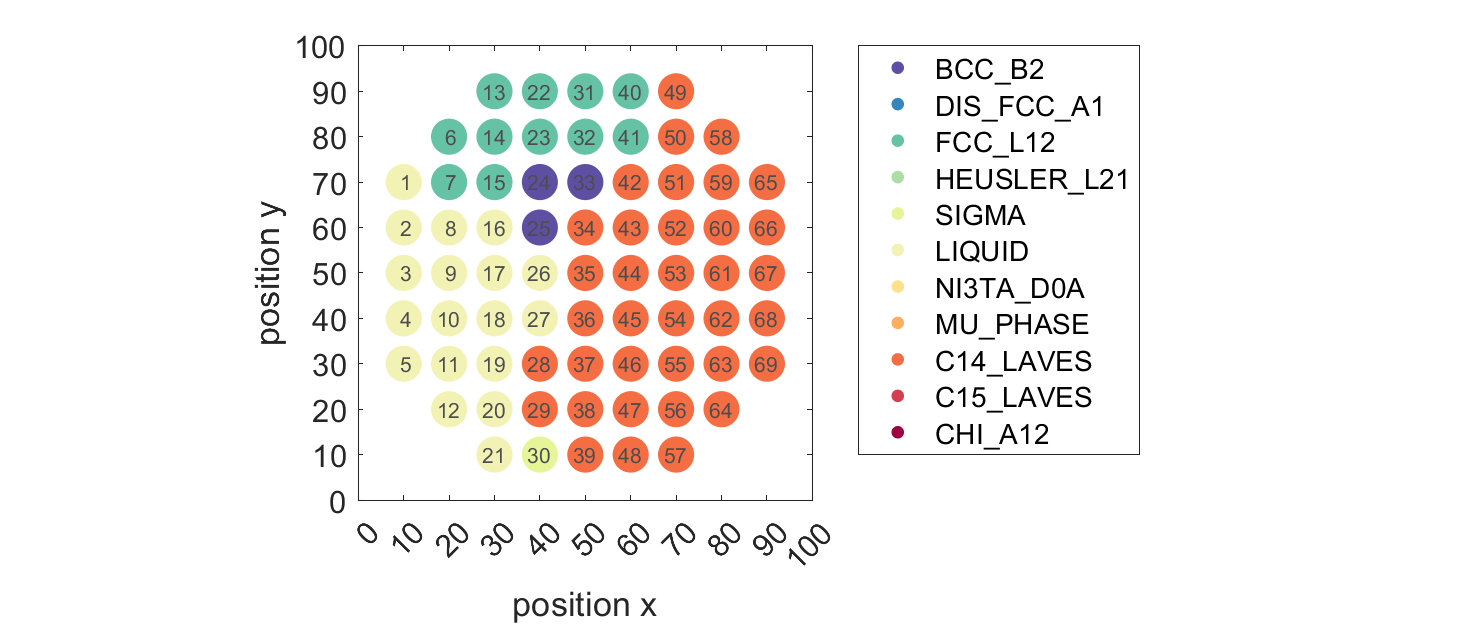 100
90
80
70
60
50
40
30
20
10
0
position y
13 22 31 40 49
6 14 23 32 41 50 58
1 7 15 24 33 42 51 59 65
2 8 16 25 34 43 52 60 66
3 9 17 26 35 44 53 61 67
4 10 18 27 36 45 54 62 68
5 11 19 28 37 46 55 63 69
12 20 29 38 47 56 64
21 30 39 48 57
0 10 20 30 40 50 60 70 80 90 100
position x
BCC_B2
DIS_FCC_A1
FCC_L12
HEUSLER_L21
SIGMA
LIQUID
NI3TA_D0A
MU_PHASE
C14_LAVES
C15_LAVES
CHI_A12